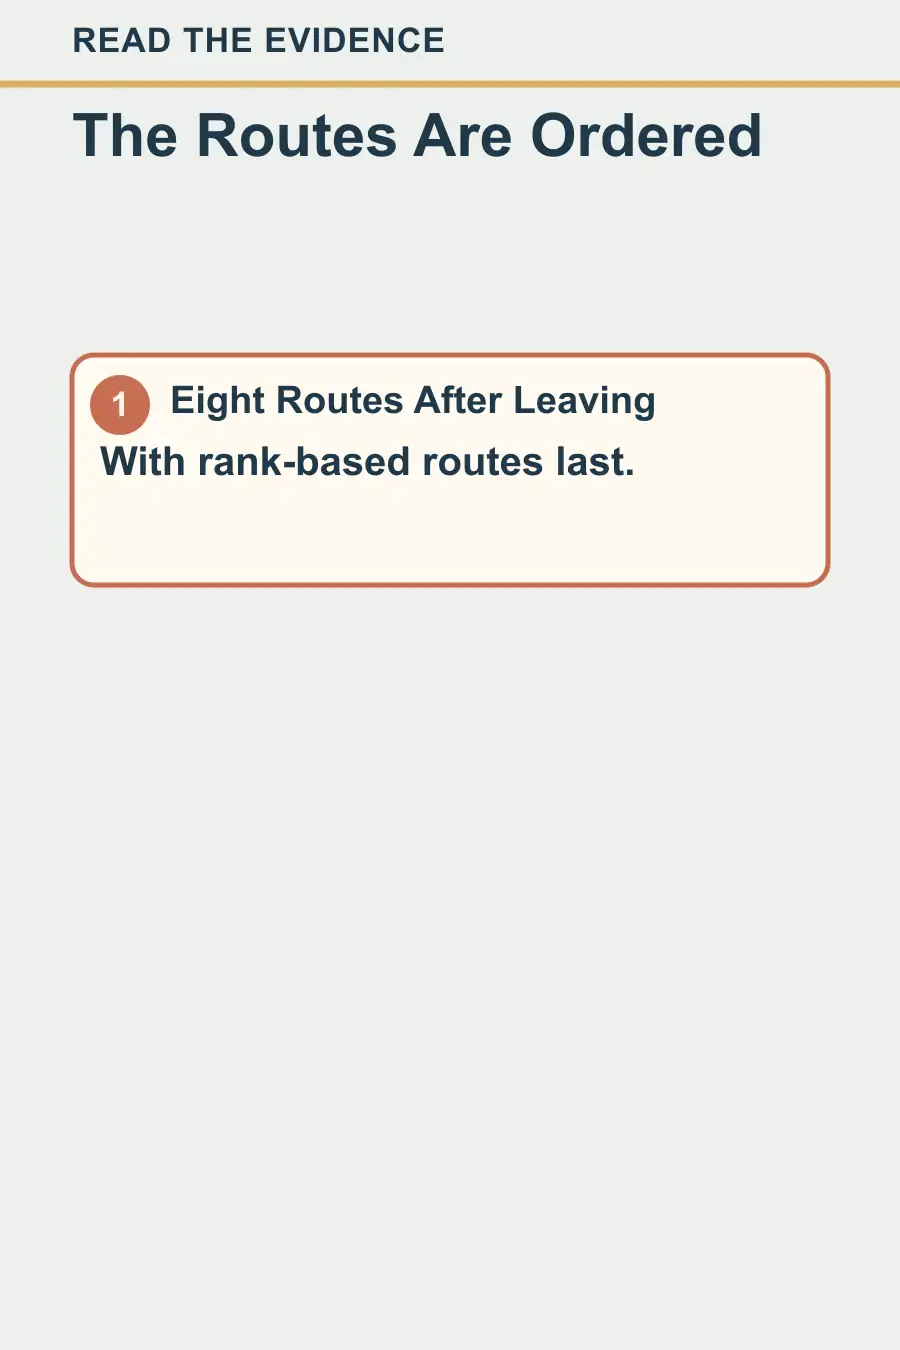 READ THE EVIDENCE
The Routes Are Ordered
1 Eight Routes After Leaving
With rank-based routes last.